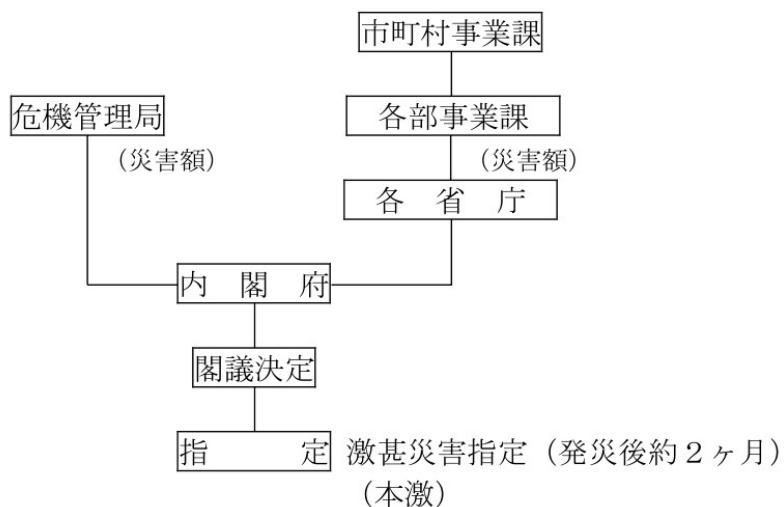 市町村事業課
危機管理局
各部事業課
(災害額)
(災害額)
各省庁
内閣府
閣議決定
指定 激甚災害指定(発災後約2ヶ月)
(本激)